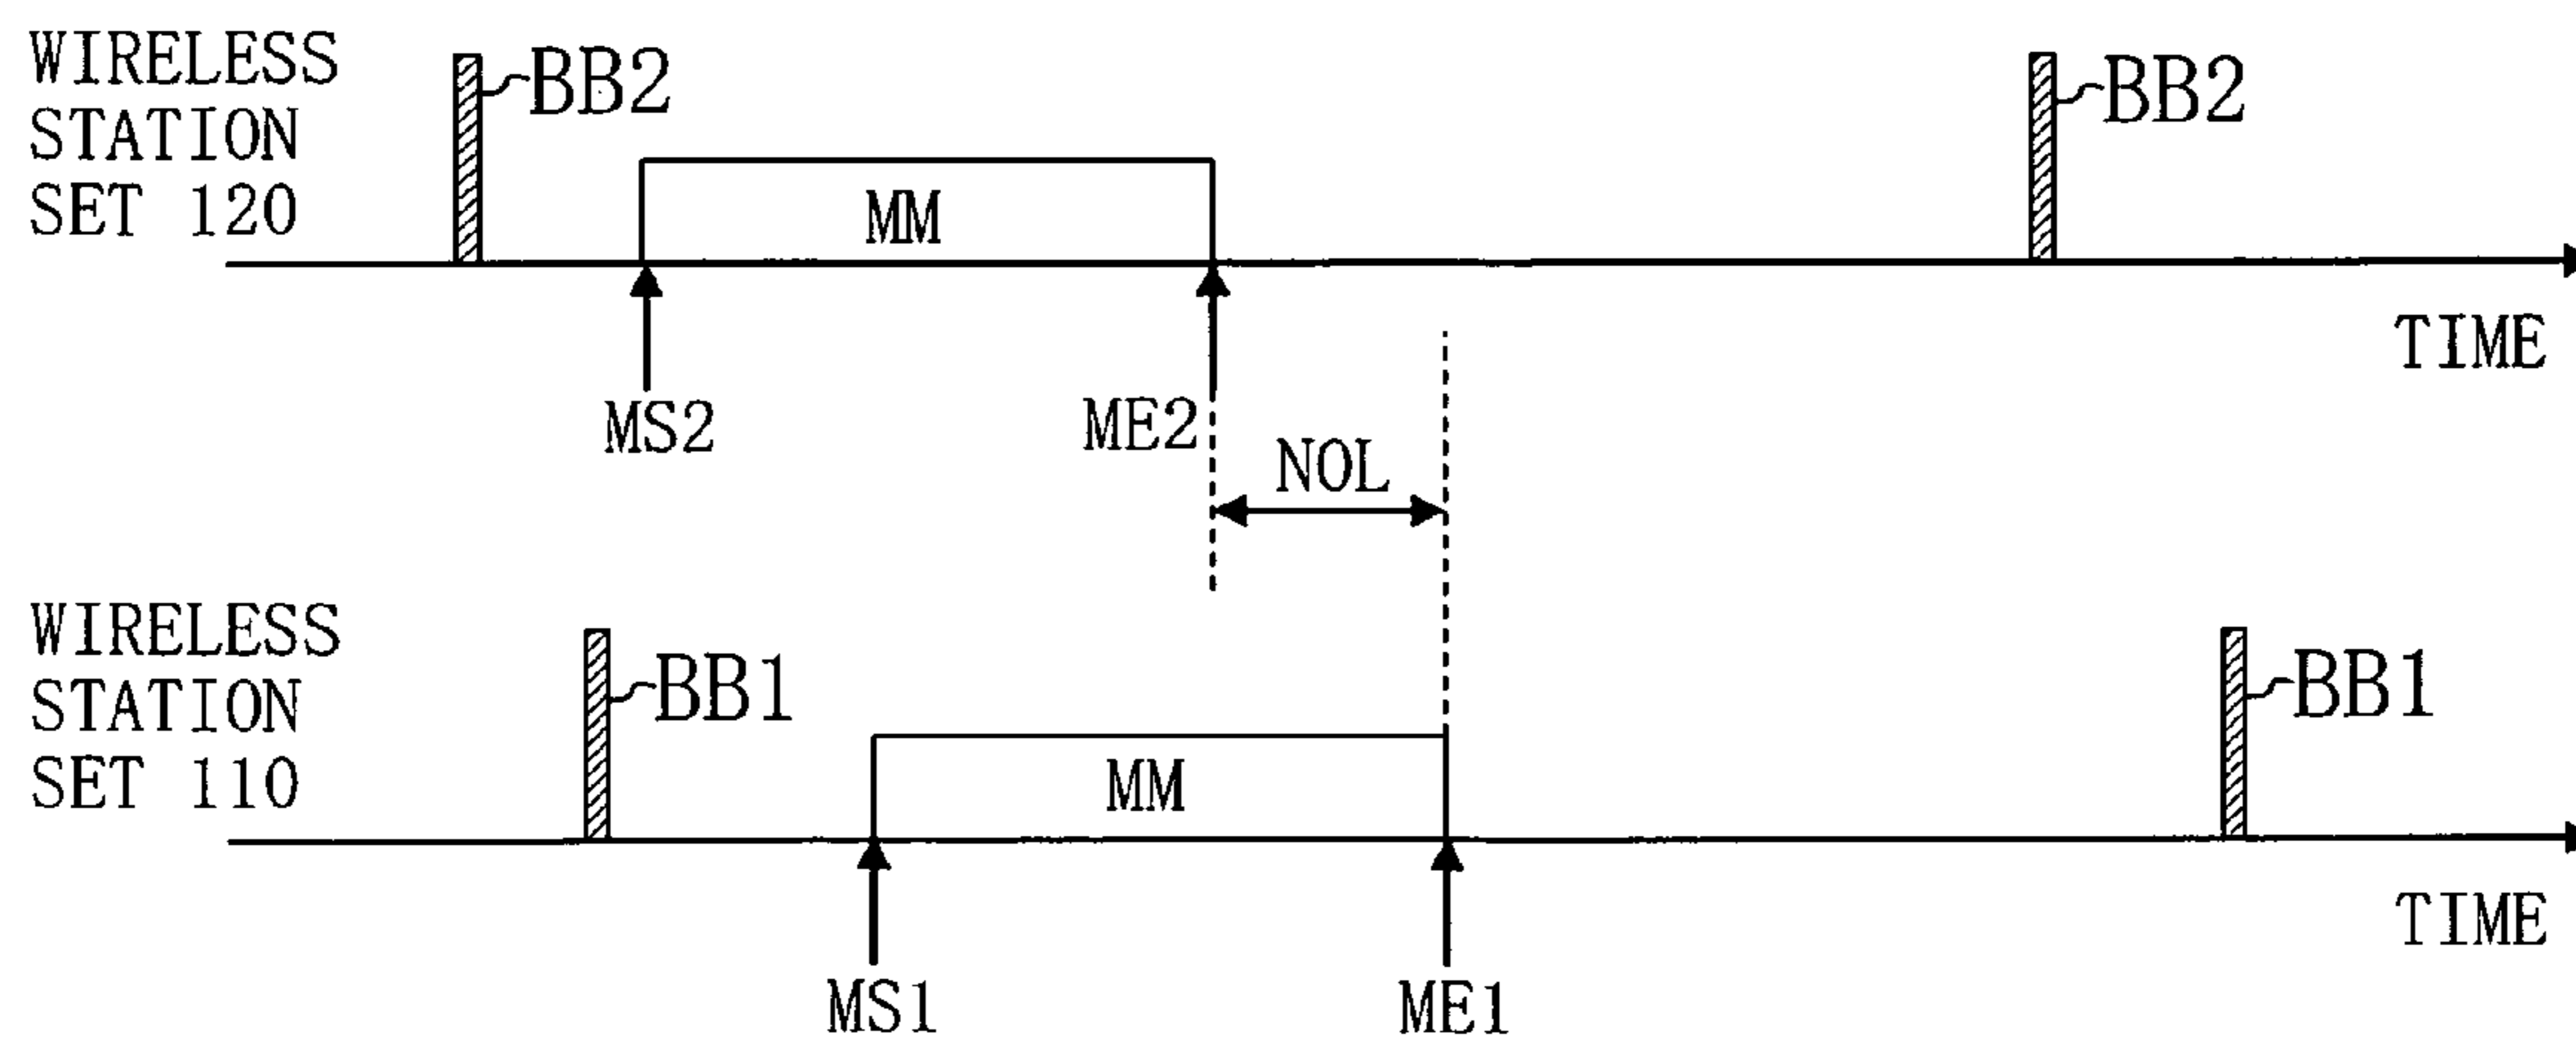 WIRELESS
STATION
SET 120
BB2
BB2
MM
TIME
MS2
ME2
NOL
WIRELESS
STATION
SET 110
BB1
BB1
MM
TIME
MS1
ME1